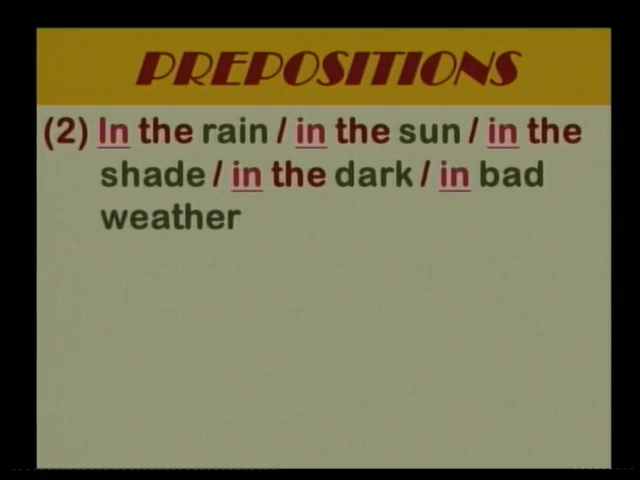 PREPOSITIONS
(2) In the rain / in the sun / in the
shade / in the dark / in bad
weather